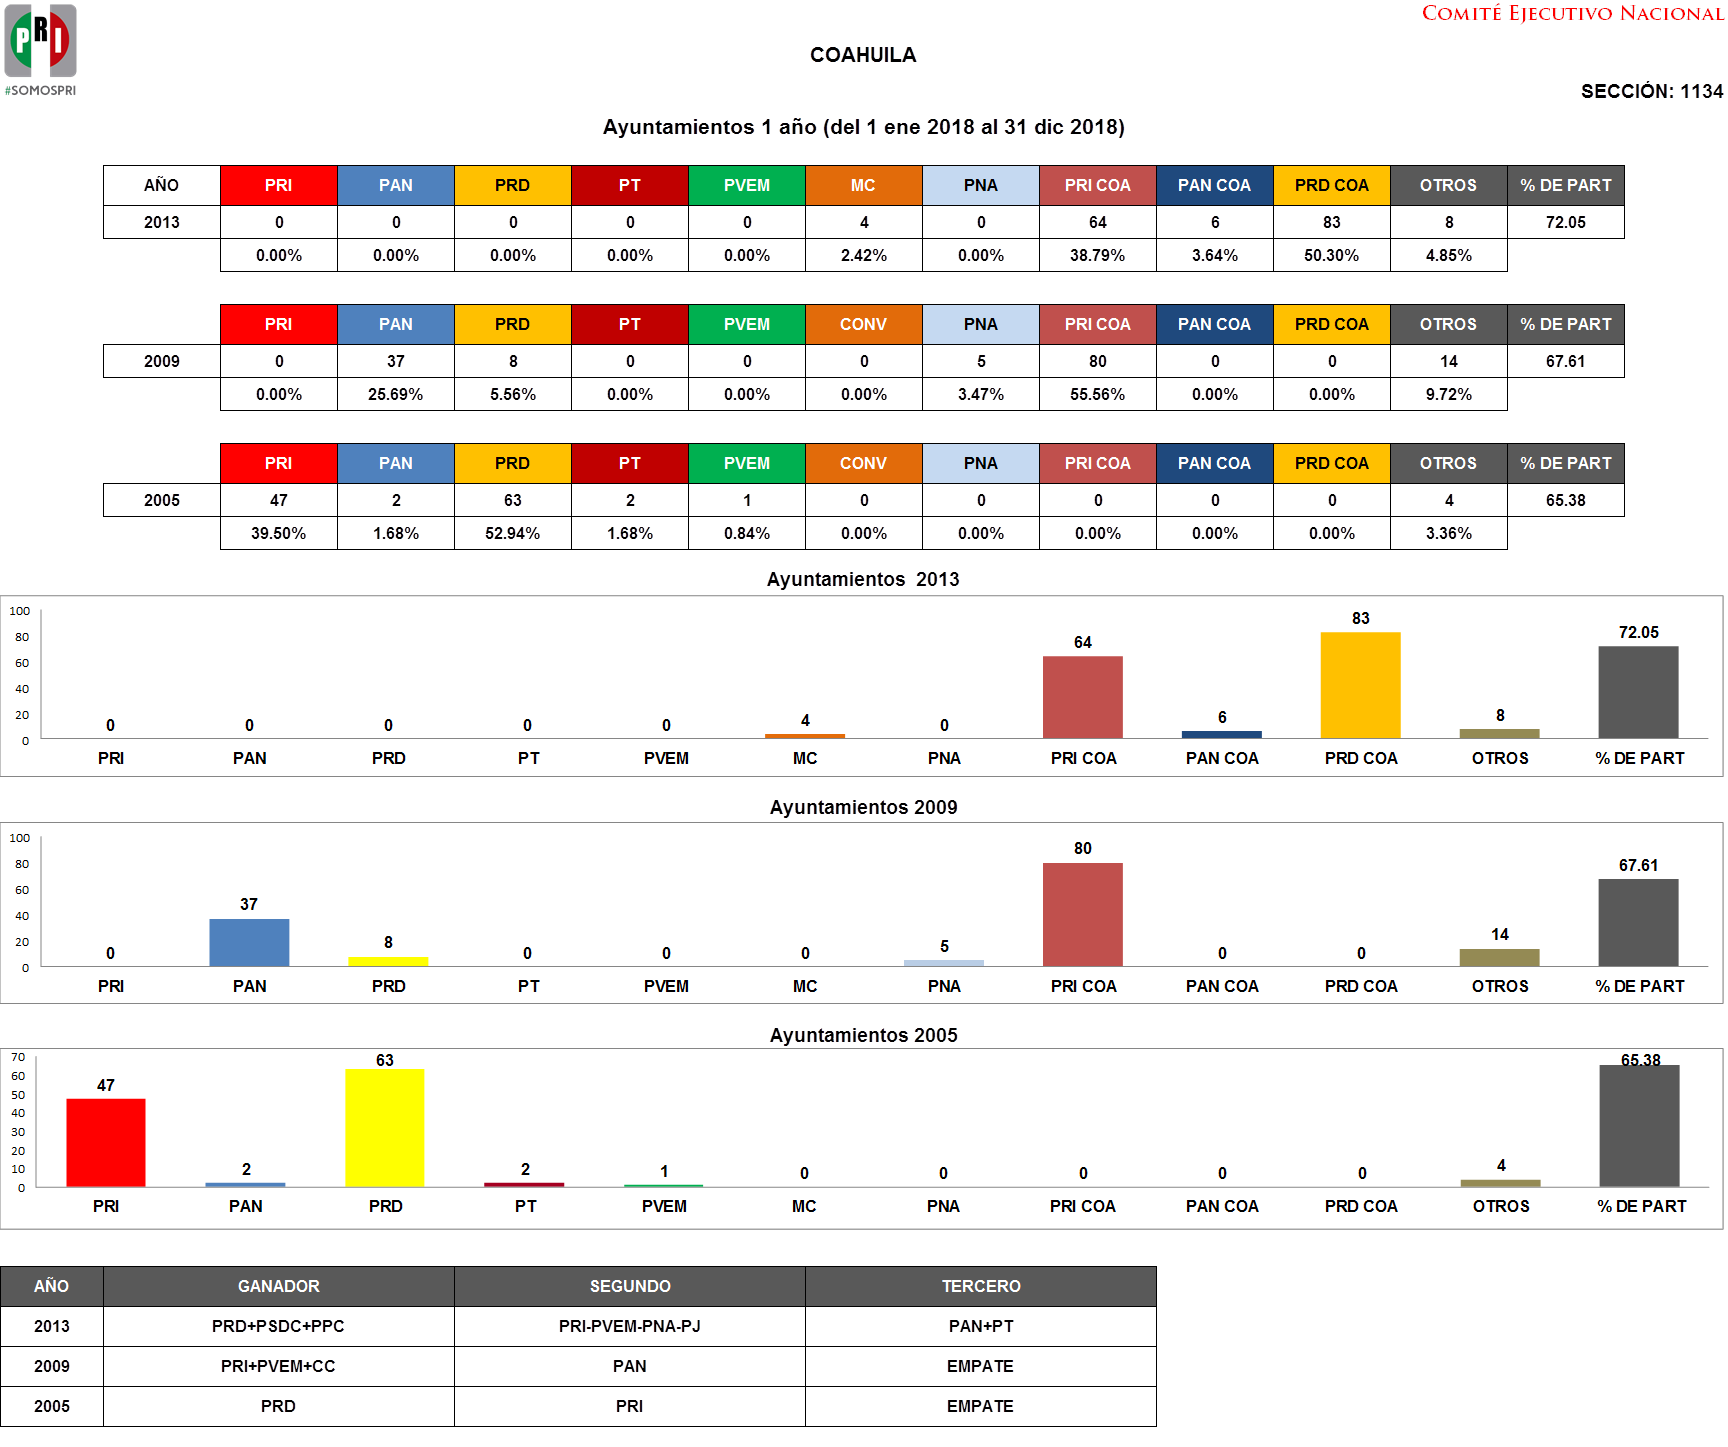 PRI
#SOMOSPRI
COMITÉ EJECUTIVO NACIONAL
COAHUILA
SECCIÓN: 1134
Ayuntamientos 1 año (del 1 ene 2018 al 31 dic 2018)
AÑO PRI PAN PRD PT PVEM MC PNA PRI COA PAN COA PRD COA OTROS % DE PART
2013 0 0 0 0 0 4 0 64 6 83 8 72.05
0.00% 0.00% 0.00% 0.00% 0.00% 2.42% 0.00% 38.79% 3.64% 50.30% 4.85%
PRI PAN PRD PT PVEM CONV PNA PRI COA PAN COA PRD COA OTROS % DE PART
2009 0 37 8 0 0 0 5 80 0 0 14 67.61
0.00% 25.69% 5.56% 0.00% 0.00% 0.00% 3.47% 55.56% 0.00% 0.00% 9.72%
PRI PAN PRD PT PVEM CONV PNA PRI COA PAN COA PRD COA OTROS % DE PART
2005 47 2 63 2 1 0 0 0 0 0 4 65.38
39.50% 1.68% 52.94% 1.68% 0.84% 0.00% 0.00% 0.00% 0.00% 0.00% 3.36%
Ayuntamientos 2013
100
80
60
40
20
0
0 0 0 0 0 4 0 64 6 83 8 72.05
PRI PAN PRD PT PVEM MC PNA PRI COA PAN COA PRD COA OTROS % DE PART
Ayuntamientos 2009
100
80
60
40
20
0
0 37 8 0 0 0 5 80 0 0 14 67.61
PRI PAN PRD PT PVEM MC PNA PRI COA PAN COA PRD COA OTROS % DE PART
Ayuntamientos 2005
70
60
50
40
30
20
10
0
47 2 63 2 1 0 0 0 0 0 4 65.38
PRI PAN PRD PT PVEM MC PNA PRI COA PAN COA PRD COA OTROS % DE PART
AÑO GANADOR SEGUNDO TERCERO
2013 PRD+PSDC+PPC PRI-PVEM-PNA-PJ PAN+PT
2009 PRI+PVEM+CC PAN EMPATE
2005 PRD PRI EMPATE